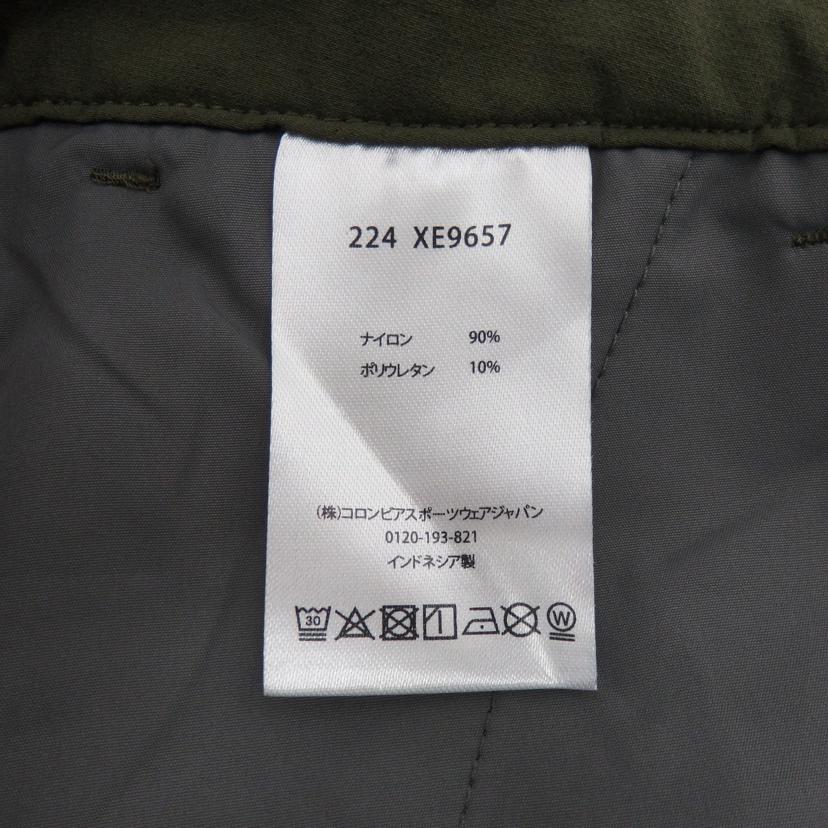 224 XE9657
ナイロン 90%
ポリウレタン 10%
(株)コロンビアスポーツウェアジャパン
0120-193-821
インドネシア製
30 W